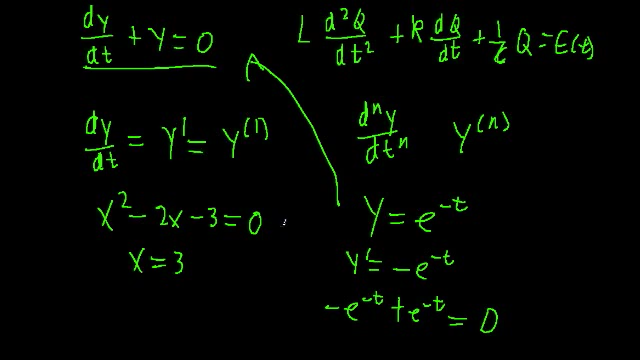 dy/dt + y = 0
L d²Q/dt² + R dQ/dt + 1/c Q = E(t)
dy/dt = y' = y^(1)
dⁿy/dtⁿ y^(n)
x² - 2x - 3 = 0
x = 3
y = e^-t
y' = -e^-t
-e^-t + e^-t = 0